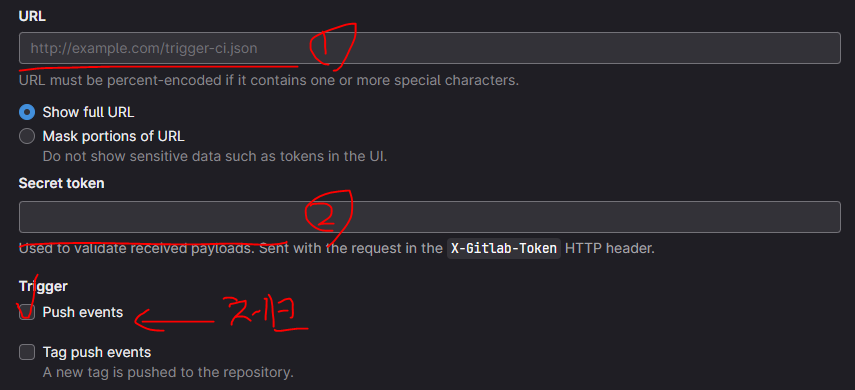 URL
http://example.com/trigger-ci.json
1
URL must be percent-encoded if it contains one or more special characters.
Show full URL
Mask portions of URL
Do not show sensitive data such as tokens in the UI.
Secret token
2
Used to validate received payloads. Sent with the request in the X-Gitlab-Token HTTP header.
Trigger
Push events
Tag push events
A new tag is pushed to the repository.